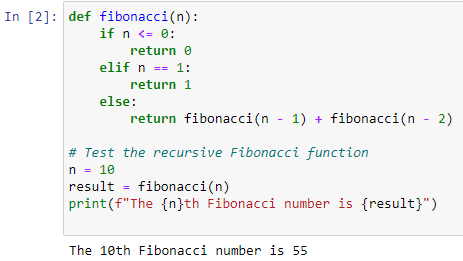 In [2]: def fibonacci(n):
    if n <= 0:
        return 0
    elif n == 1:
        return 1
    else:
        return fibonacci(n - 1) + fibonacci(n - 2)

# Test the recursive Fibonacci function
n = 10
result = fibonacci(n)
print(f"The {n}th Fibonacci number is {result}")

The 10th Fibonacci number is 55